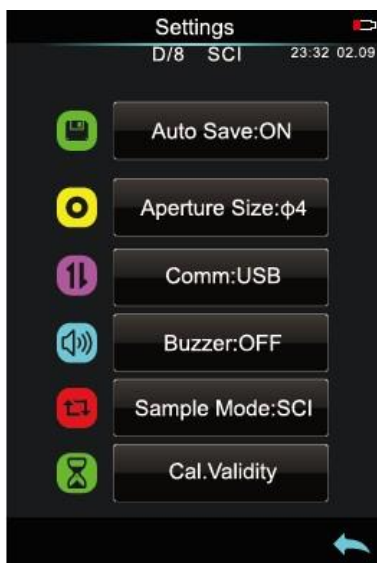 Settings
D/8 SCI 23:32 02.09
Auto Save:ON
Aperture Size:φ4
Comm:USB
Buzzer:OFF
Sample Mode:SCI
Cal.Validity